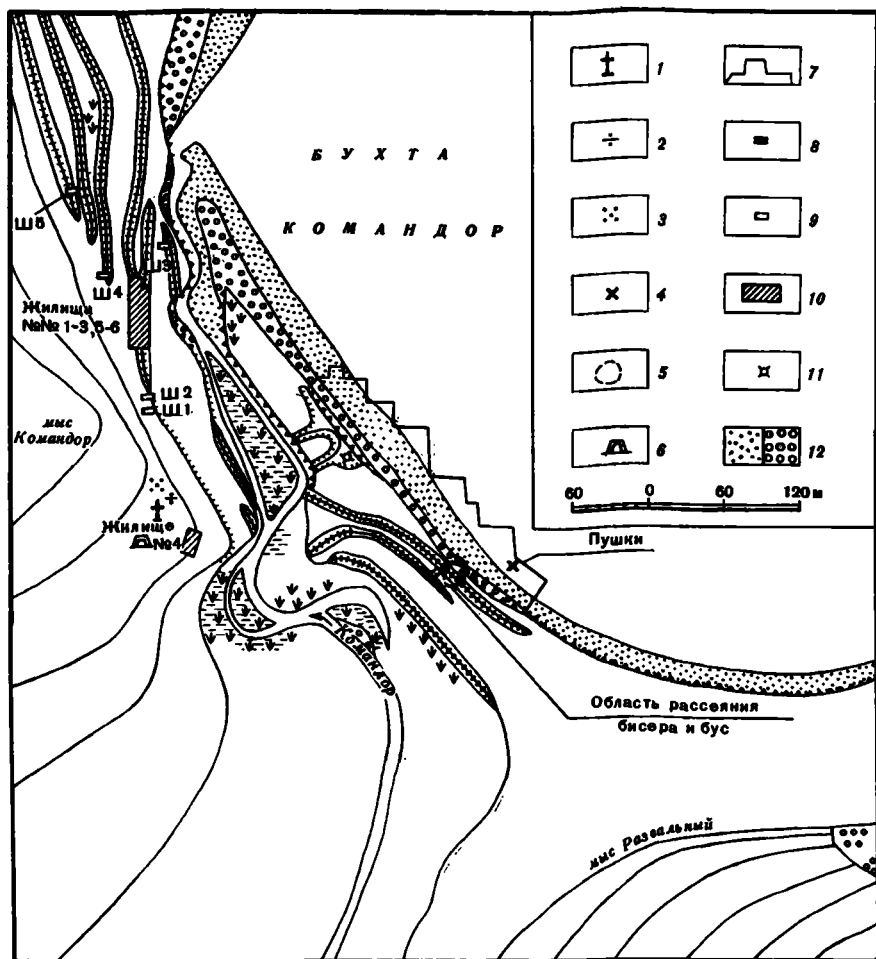 БУХТА
КОМАНДОР
1
2
3
4
5
6
7
8
9
10
11
12
60 0 60 120 м
Ш5
Ш3
Ш4
Жилища
№№ 1-3, 5-6
Ш2
Ш1
мыс
Командор
Жилище
№4
Пушки
р. Командор
Область рассеяния
бисера и бус
мыс Развальный